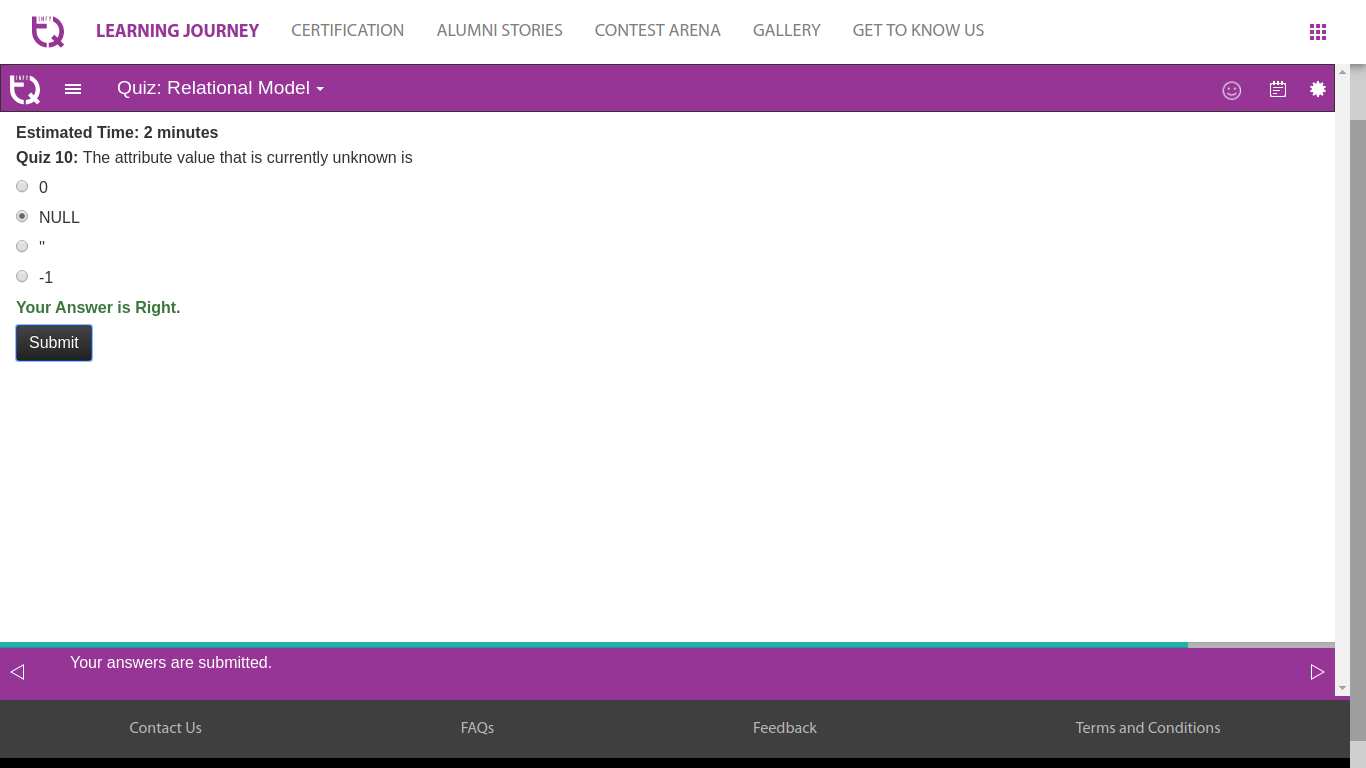 INFY
LEARNING JOURNEY CERTIFICATION ALUMNI STORIES CONTEST ARENA GALLERY GET TO KNOW US
INFY
Quiz: Relational Model
Estimated Time: 2 minutes
Quiz 10: The attribute value that is currently unknown is
0
NULL
''
-1
Your Answer is Right.
Submit
Your answers are submitted.
Contact Us FAQs Feedback Terms and Conditions